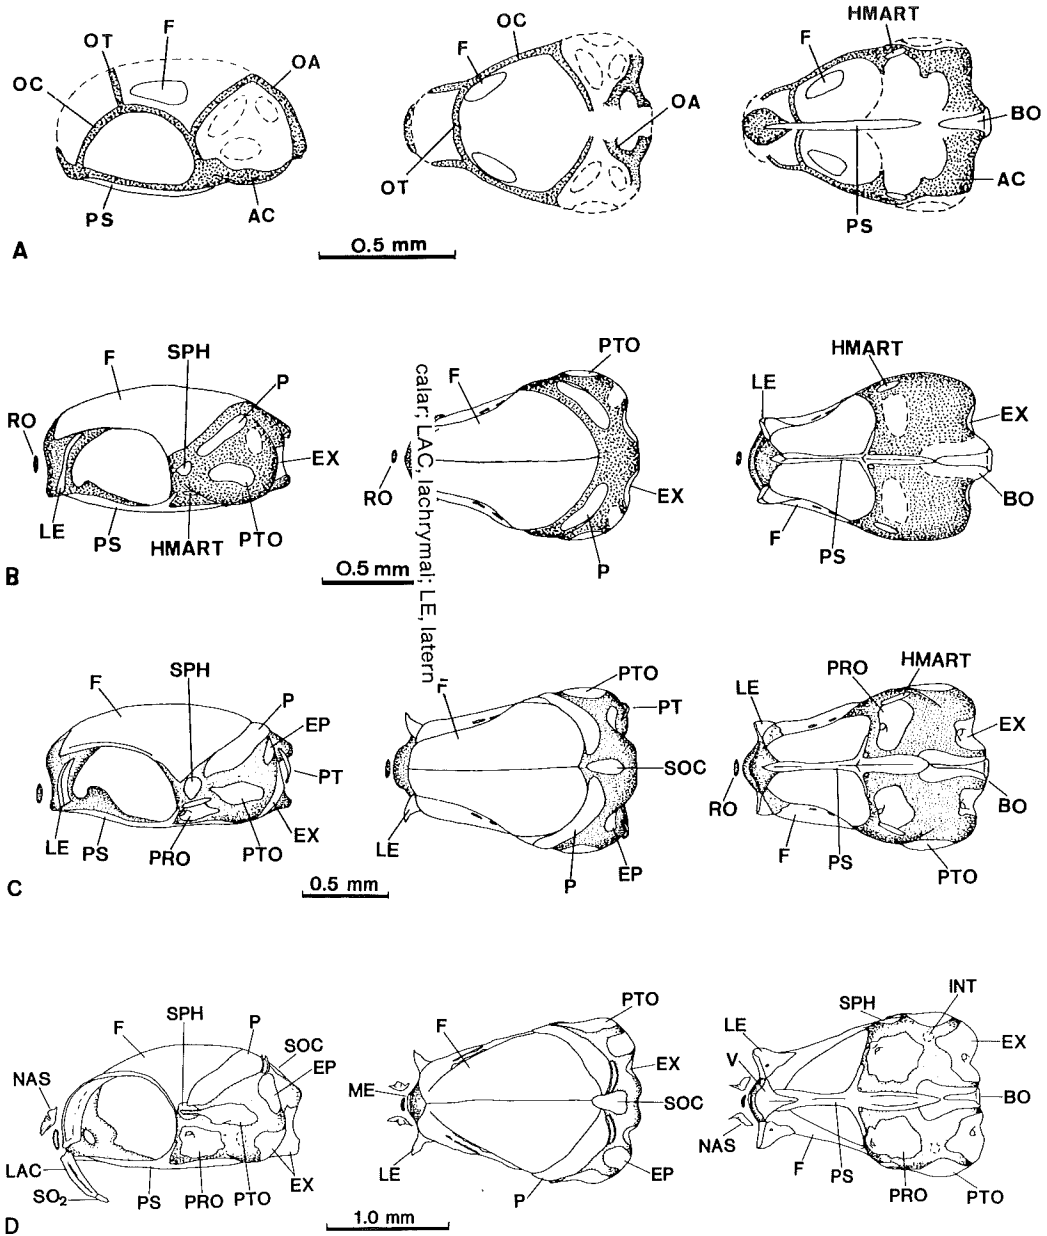 OT F OA OC PS AC
OC F OA OT
HMART F BO AC PS
A 0.5 mm
F SPH P RO EX LE PS HMART PTO
PTO F RO EX P
HMART LE EX BO F PS
calar; LAC, lachrymal; LE, latern
B 0.5 mm
SPH F P EP PT EX LE PS PRO PTO
F PTO PT SOC LE P EP
PRO HMART LE EX RO BO F PS PTO
C 0.5 mm
SPH F P SOC EP NAS LAC SO2 PS PRO PTO EX
F PTO EX ME SOC LE EP P
SPH INT LE EX V BO NAS F PS PRO PTO
D 1.0 mm